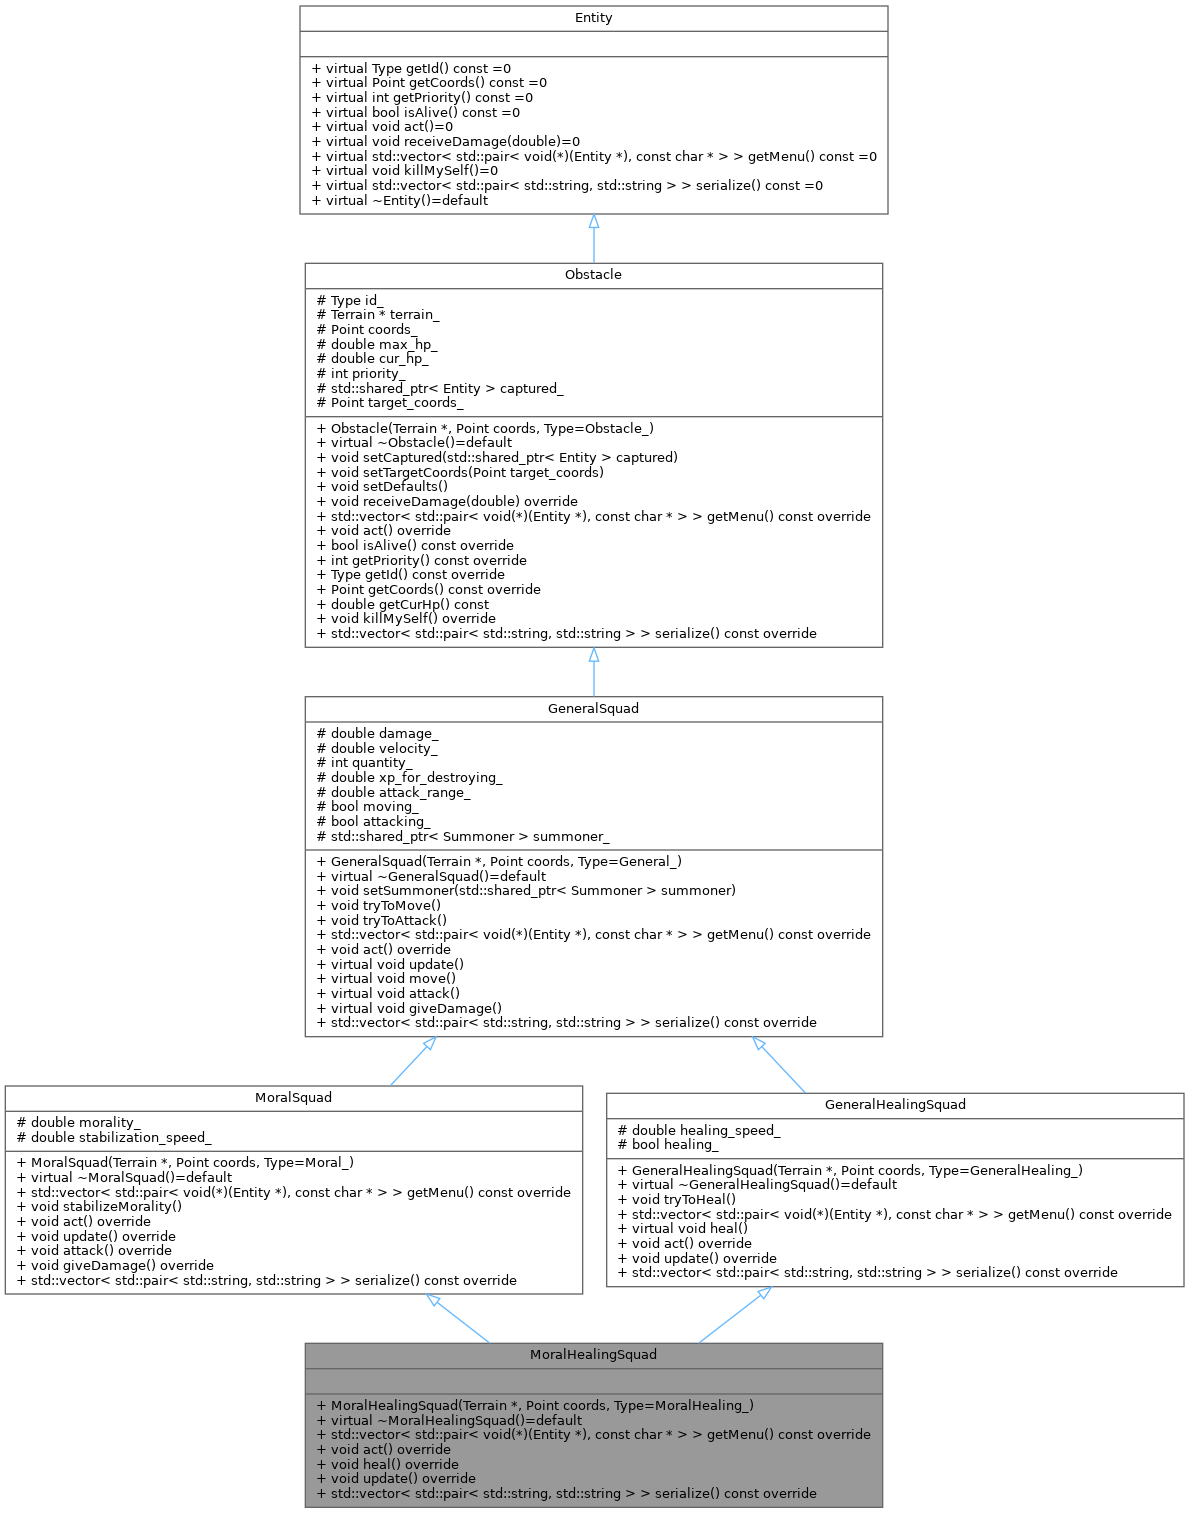 Entity
+ virtual Type getId() const =0
+ virtual Point getCoords() const =0
+ virtual int getPriority() const =0
+ virtual bool isAlive() const =0
+ virtual void act()=0
+ virtual void receiveDamage(double)=0
+ virtual std::vector< std::pair< void(*)(Entity *), const char * > > getMenu() const =0
+ virtual void killMySelf()=0
+ virtual std::vector< std::pair< std::string, std::string > > serialize() const =0
+ virtual ~Entity()=default
Obstacle
# Type id_
# Terrain * terrain_
# Point coords_
# double max_hp_
# double cur_hp_
# int priority_
# std::shared_ptr< Entity > captured_
# Point target_coords_
+ Obstacle(Terrain *, Point coords, Type=Obstacle_)
+ virtual ~Obstacle()=default
+ void setCaptured(std::shared_ptr< Entity > captured)
+ void setTargetCoords(Point target_coords)
+ void setDefaults()
+ void receiveDamage(double) override
+ std::vector< std::pair< void(*)(Entity *), const char * > > getMenu() const override
+ void act() override
+ bool isAlive() const override
+ int getPriority() const override
+ Type getId() const override
+ Point getCoords() const override
+ double getCurHp() const
+ void killMySelf() override
+ std::vector< std::pair< std::string, std::string > > serialize() const override
GeneralSquad
# double damage_
# double velocity_
# int quantity_
# double xp_for_destroying_
# double attack_range_
# bool moving_
# bool attacking_
# std::shared_ptr< Summoner > summoner_
+ GeneralSquad(Terrain *, Point coords, Type=General_)
+ virtual ~GeneralSquad()=default
+ void setSummoner(std::shared_ptr< Summoner > summoner)
+ void tryToMove()
+ void tryToAttack()
+ std::vector< std::pair< void(*)(Entity *), const char * > > getMenu() const override
+ void act() override
+ virtual void update()
+ virtual void move()
+ virtual void attack()
+ virtual void giveDamage()
+ std::vector< std::pair< std::string, std::string > > serialize() const override
MoralSquad
# double morality_
# double stabilization_speed_
+ MoralSquad(Terrain *, Point coords, Type=Moral_)
+ virtual ~MoralSquad()=default
+ std::vector< std::pair< void(*)(Entity *), const char * > > getMenu() const override
+ void stabilizeMorality()
+ void act() override
+ void update() override
+ void attack() override
+ void giveDamage() override
+ std::vector< std::pair< std::string, std::string > > serialize() const override
GeneralHealingSquad
# double healing_speed_
# bool healing_
+ GeneralHealingSquad(Terrain *, Point coords, Type=GeneralHealing_)
+ virtual ~GeneralHealingSquad()=default
+ void tryToHeal()
+ std::vector< std::pair< void(*)(Entity *), const char * > > getMenu() const override
+ virtual void heal()
+ void act() override
+ void update() override
+ std::vector< std::pair< std::string, std::string > > serialize() const override
MoralHealingSquad
+ MoralHealingSquad(Terrain *, Point coords, Type=MoralHealing_)
+ virtual ~MoralHealingSquad()=default
+ std::vector< std::pair< void(*)(Entity *), const char * > > getMenu() const override
+ void act() override
+ void heal() override
+ void update() override
+ std::vector< std::pair< std::string, std::string > > serialize() const override